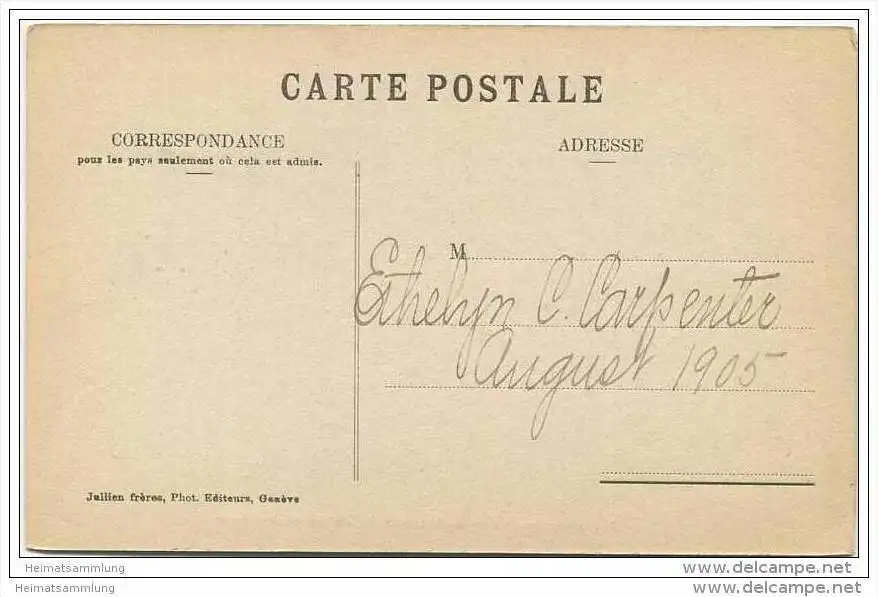 CARTE POSTALE
CORRESPONDANCE
pour les pays seulement où cela est admis.
ADRESSE
M
Ethelyn C. Carpenter
August 1905
Jullien frères, Phot. Editeurs, Genève
Heimatsammlung www.delcampe.net
Heimatsammlung www.delcampe.net